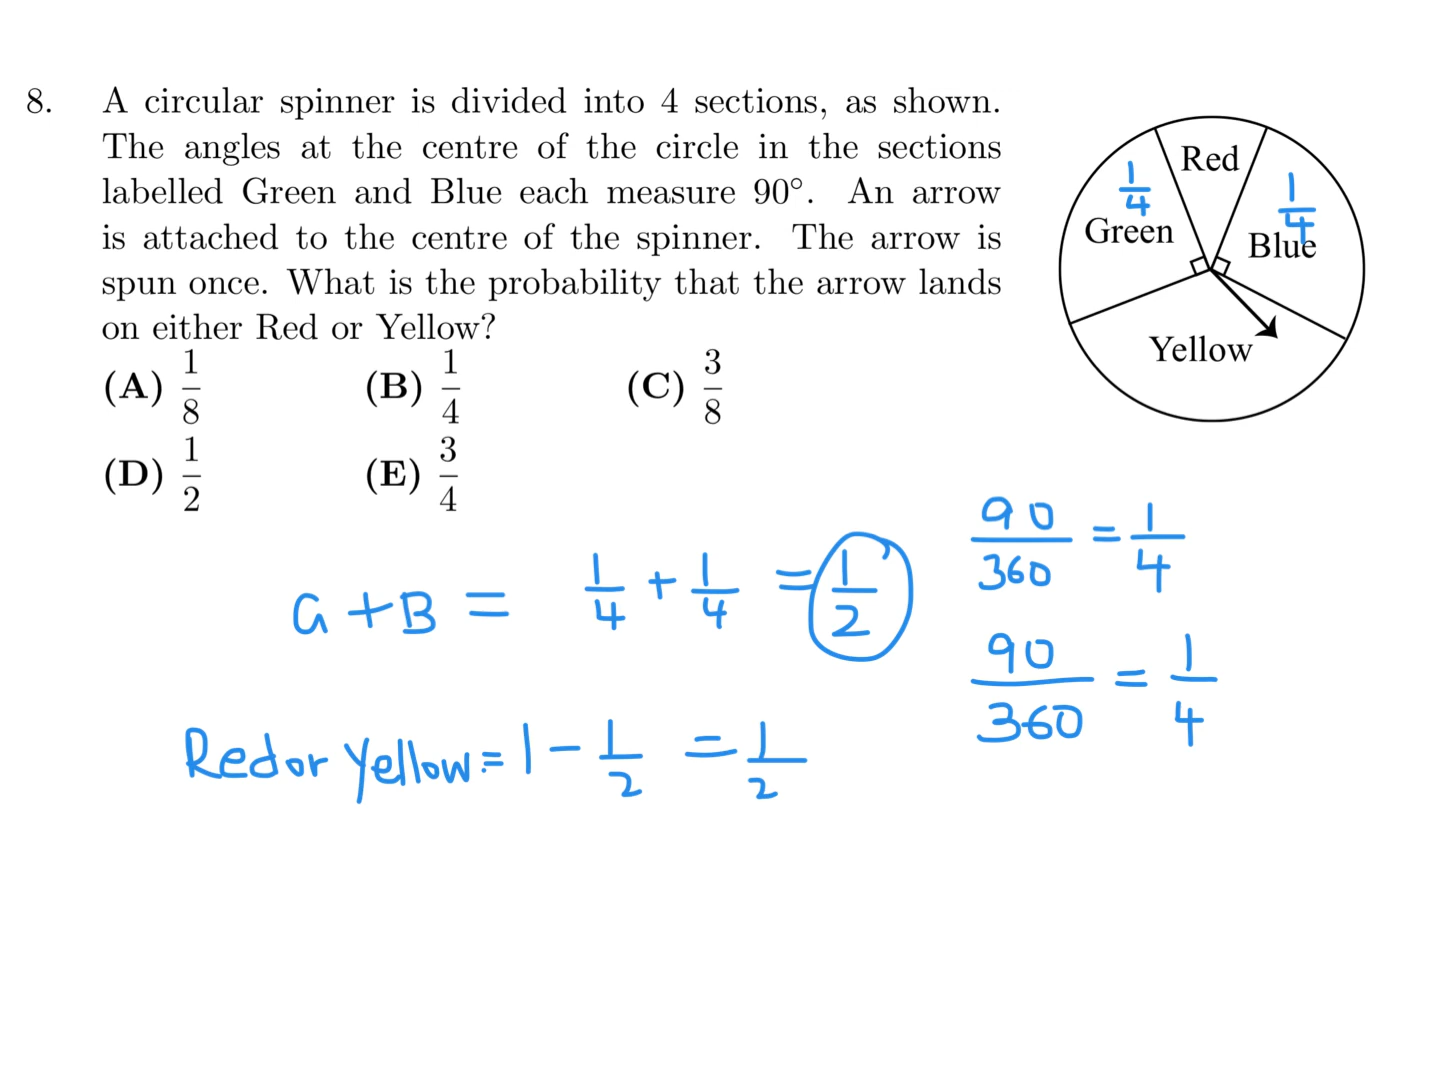 8. A circular spinner is divided into 4 sections, as shown.
The angles at the centre of the circle in the sections
labelled Green and Blue each measure 90°. An arrow
is attached to the centre of the spinner. The arrow is
spun once. What is the probability that the arrow lands
on either Red or Yellow?
(A) 1/8 (B) 1/4 (C) 3/8
(D) 1/2 (E) 3/4
Red
1/4 1/4
Green Blue
Yellow
90/360 = 1/4
G + B = 1/4 + 1/4 = 1/2
90/360 = 1/4
Red or Yellow = 1 - 1/2 = 1/2